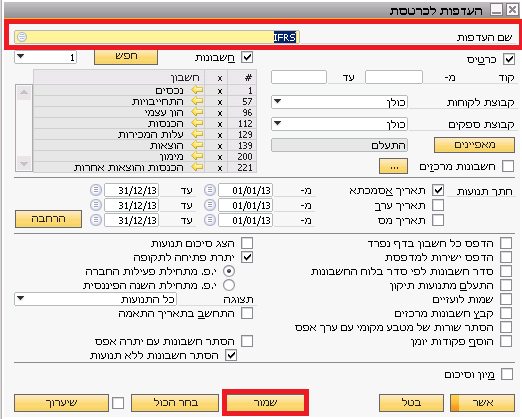 העדפות לכרטסת
שם העדפות IFRS
כרטיס
קוד מ- עד
קבוצת לקוחות כולן
קבוצת ספקים כולן
מאפיינים התעלם
חשבונות מרכזים ...
חשבונות חפש 1
# x חשבון
1 x נכסים
57 x התחייבויות
96 x הון עצמי
112 x הכנסות
129 x עלות המכירות
139 x הוצאות
200 x מימון
221 x הכנסות והוצאות אחרות
חתך תנועות תאריך אסמכתא מ- 01/01/13 עד 31/12/13
תאריך ערך מ- 01/01/13 עד 31/12/13
תאריך מס מ- 01/01/13 עד 31/12/13 הרחבה
הדפס כל חשבון בדף נפרד
הדפס ישירות למדפסת
סדר חשבונות לפי סדר בלוח החשבונות
התעלם מתנועות תיקון
שמות לועזיים
קבץ חשבונות מרכזים
הסתר שורות של מטבע מקומי עם ערך אפס
הוסף פקודות יומן
הצג סיכום תנועות
יתרת פתיחה לתקופה
י.פ. מתחילת פעילות החברה
י.פ. מתחילת השנה הפיננסית
תצוגה כל התנועות
התחשב בתאריך התאמה
הסתר חשבונות עם יתרה אפס
הסתר חשבונות ללא תנועות
מיון וסיכום
אשר בטל שמור בחר הכול שיערוך